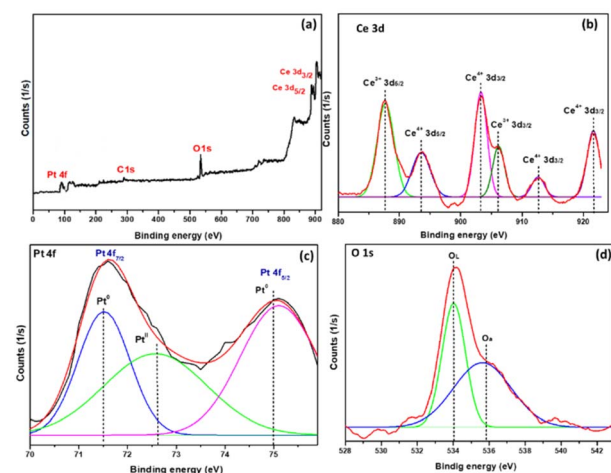 (a)
Ce 3d3/2
Ce 3d5/2
O1s
Pt 4f
C1s
Counts (1/s)
0 100 200 300 400 500 600 700 800 900
Binding energy (eV)
(b)
Ce 3d
Ce3+ 3d5/2
Ce4+ 3d5/2
Ce4+ 3d3/2
Ce3+ 3d3/2
Ce4+ 3d3/2
Ce4+ 3d3/2
Counts (1/s)
880 890 900 910 920
Binding energy (eV)
Pt 4f
(c)
Pt 4f7/2
Pt 4f5/2
Pt0
PtII
Pt0
Counts (1/s)
70 71 72 73 74 75
Binding energy (eV)
O 1s
(d)
OL
Oa
Counts (1/s)
528 530 532 534 536 538 540 542
Bindig energy (eV)